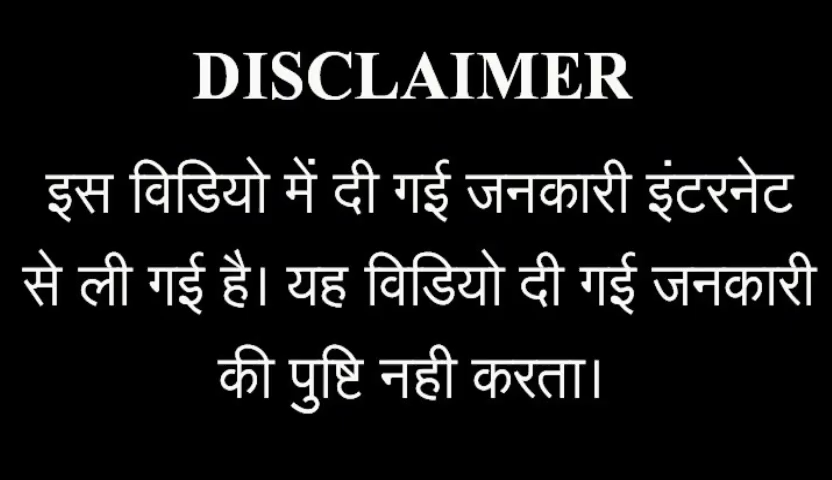 DISCLAIMER
इस विडियो में दी गई जनकारी इंटरनेट
से ली गई है। यह विडियो दी गई जनकारी
की पुष्टि नही करता।